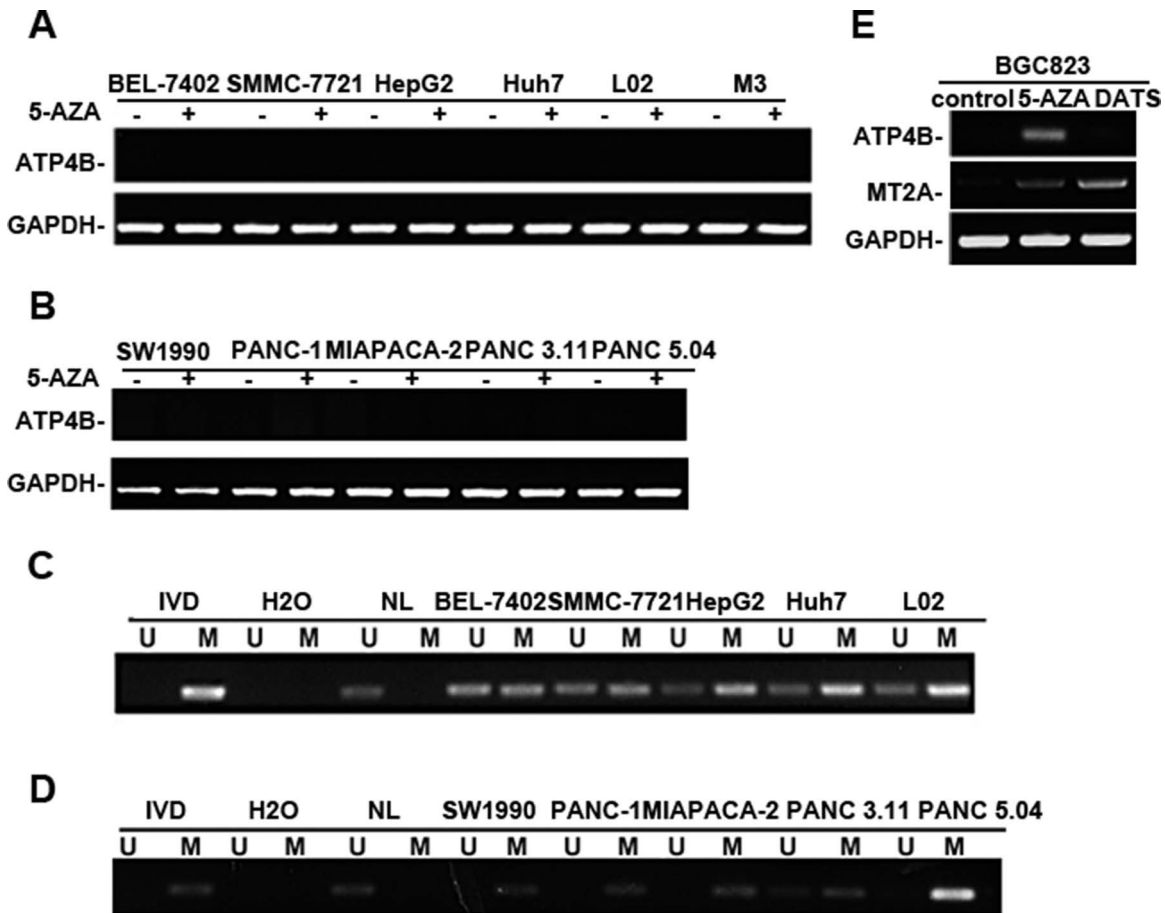 A
BEL-7402 SMMC-7721 HepG2 Huh7 L02 M3
5-AZA - + - + - + - + - + - +
ATP4B-
GAPDH-
B
SW1990 PANC-1 MIAPACA-2 PANC 3.11 PANC 5.04
5-AZA - + - + - + - + - +
ATP4B-
GAPDH-
C
IVD H2O NL BEL-7402 SMMC-7721 HepG2 Huh7 L02
U M U M U M U M U M U M U M U M
D
IVD H2O NL SW1990 PANC-1 MIAPACA-2 PANC 3.11 PANC 5.04
U M U M U M U M U M U M U M U M
E
BGC823
control 5-AZA DATS
ATP4B-
MT2A-
GAPDH-